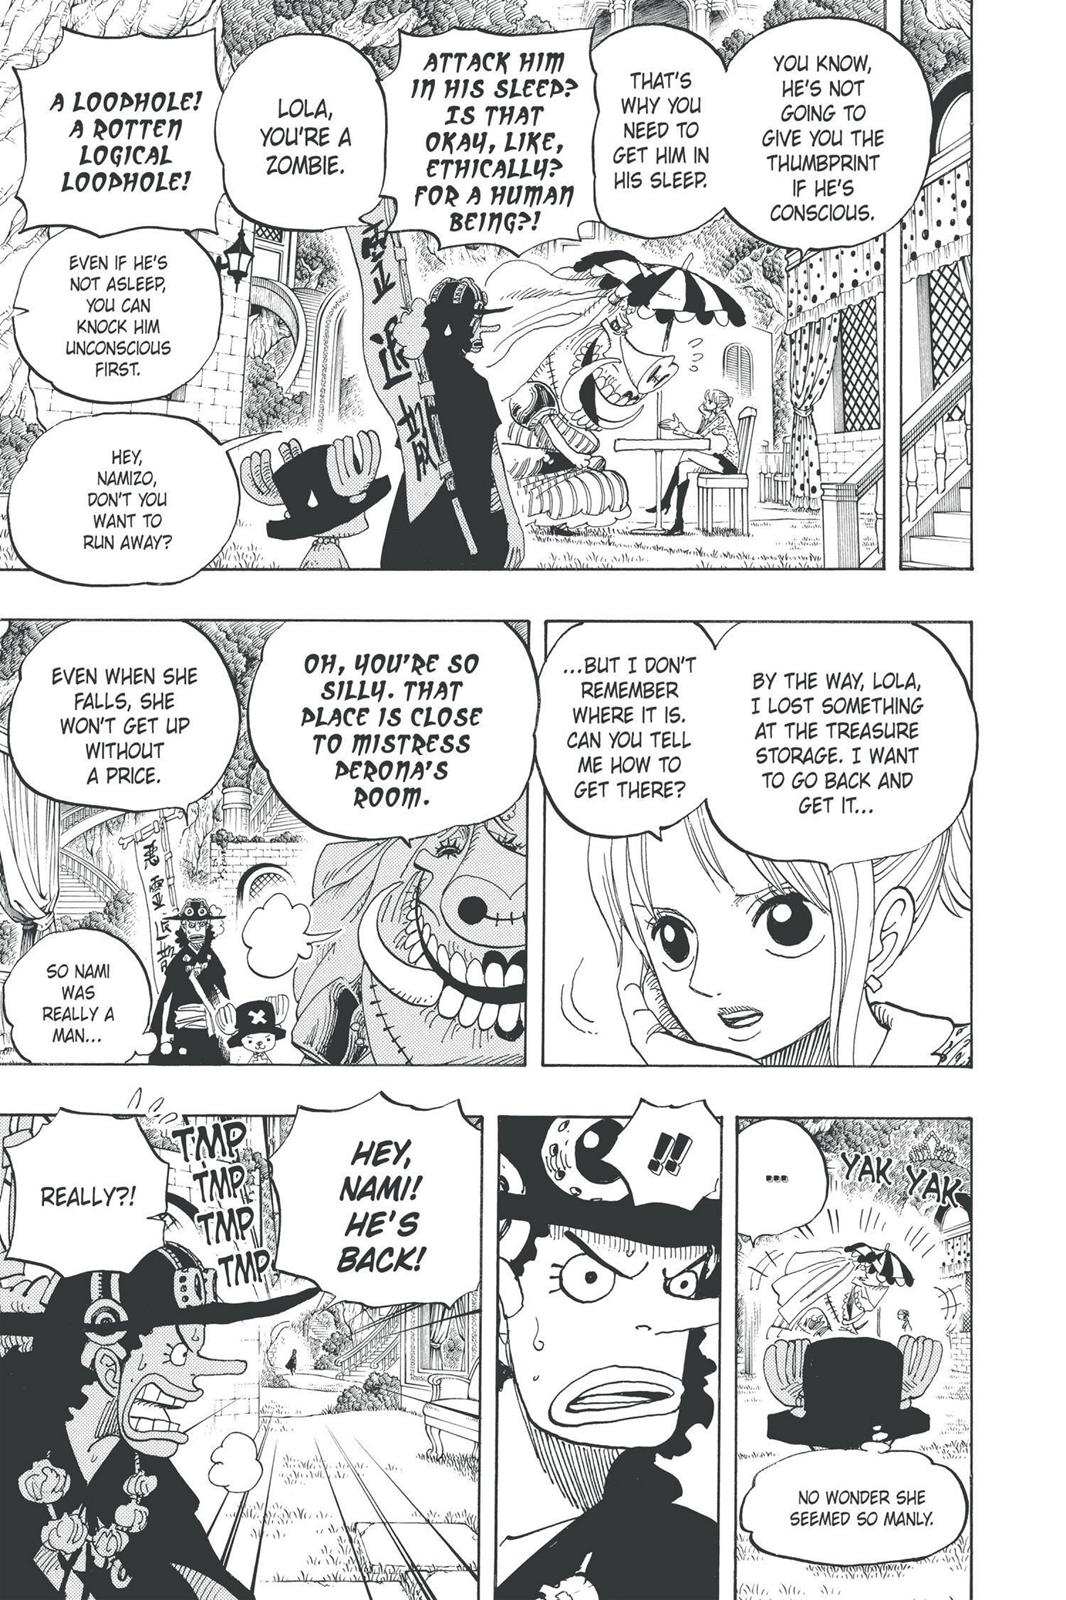 YOU KNOW,
HE'S NOT
GOING TO
GIVE YOU THE
THUMBPRINT
IF HE'S
CONSCIOUS.
THAT'S
WHY YOU
NEED TO
GET HIM IN
HIS SLEEP.
ATTACK HIM
IN HIS SLEEP?
IS THAT
OKAY, LIKE,
ETHICALLY?
FOR A HUMAN
BEING?!
LOLA,
YOU'RE A
ZOMBIE.
A LOOPHOLE!
A ROTTEN
LOGICAL
LOOPHOLE!
EVEN IF HE'S
NOT ASLEEP,
YOU CAN
KNOCK HIM
UNCONSCIOUS
FIRST.
HEY,
NAMIZO,
DON'T YOU
WANT TO
RUN AWAY?
霊
退
散
BY THE WAY, LOLA,
I LOST SOMETHING
AT THE TREASURE
STORAGE. I WANT
TO GO BACK AND
GET IT...
...BUT I DON'T
REMEMBER
WHERE IT IS.
CAN YOU TELL
ME HOW TO
GET THERE?
OH, YOU'RE SO
SILLY. THAT
PLACE IS CLOSE
TO MISTRESS
PERONA'S
ROOM.
EVEN WHEN SHE
FALLS, SHE
WON'T GET UP
WITHOUT
A PRICE.
悪
霊
退
散
SO NAMI
WAS
REALLY A
MAN...
...
YAK YAK
NO WONDER SHE
SEEMED SO MANLY.
!!
HEY,
NAMI!
HE'S
BACK!
TMP
TMP
TMP
TMP
REALLY?!